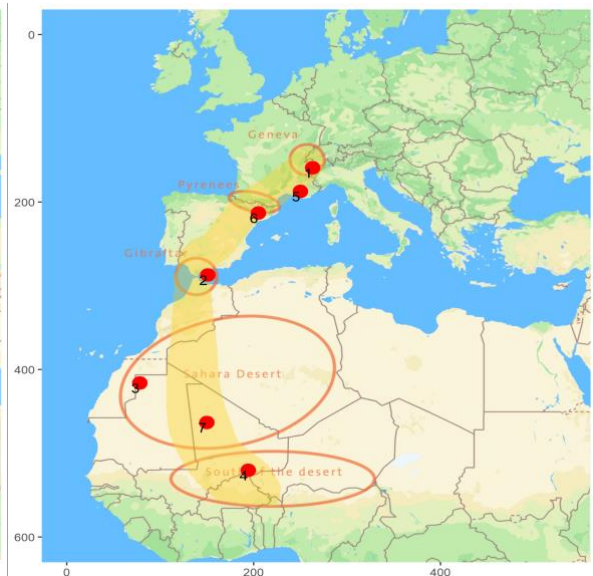 0
Geneva
1
Pyrenees
5
200
6
Gibraltar
2
Sahara Desert
400
3
7
South of the desert
4
600
0
200
400